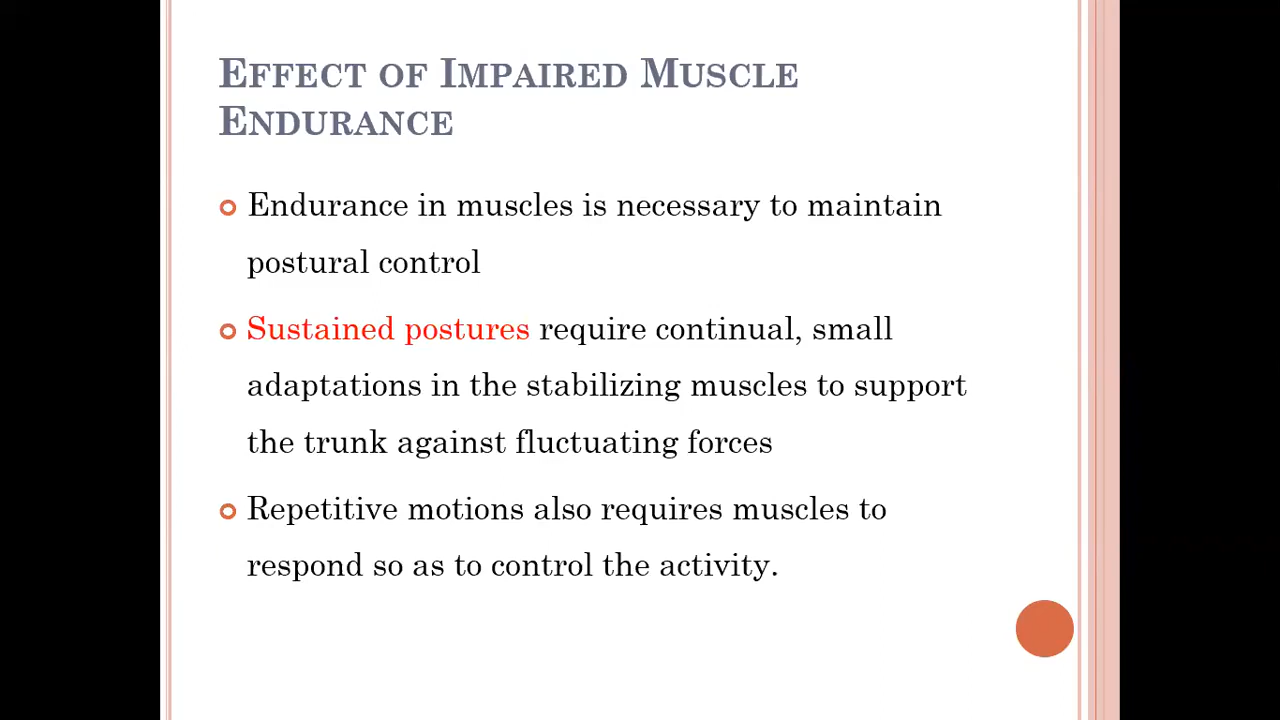 Effect of Impaired Muscle
Endurance
Endurance in muscles is necessary to maintain
postural control
Sustained postures require continual, small
adaptations in the stabilizing muscles to support
the trunk against fluctuating forces
Repetitive motions also requires muscles to
respond so as to control the activity.